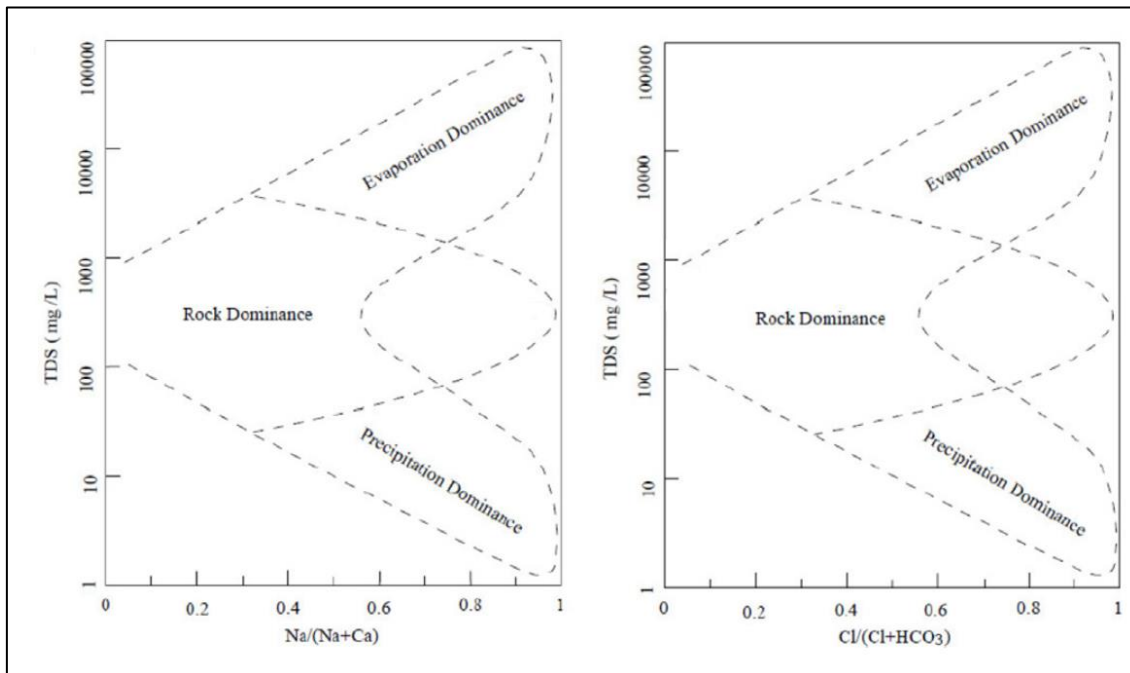 100000
10000
1000
100
10
1
TDS ( mg /L)
Evaporation Dominance
Rock Dominance
Precipitation Dominance
0
0.2
0.4
0.6
0.8
1
Na/(Na+Ca)
100000
10000
1000
100
10
1
TDS ( mg /L)
Evaporation Dominance
Rock Dominance
Precipitation Dominance
0
0.2
0.4
0.6
0.8
1
Cl/(Cl+HCO₃)